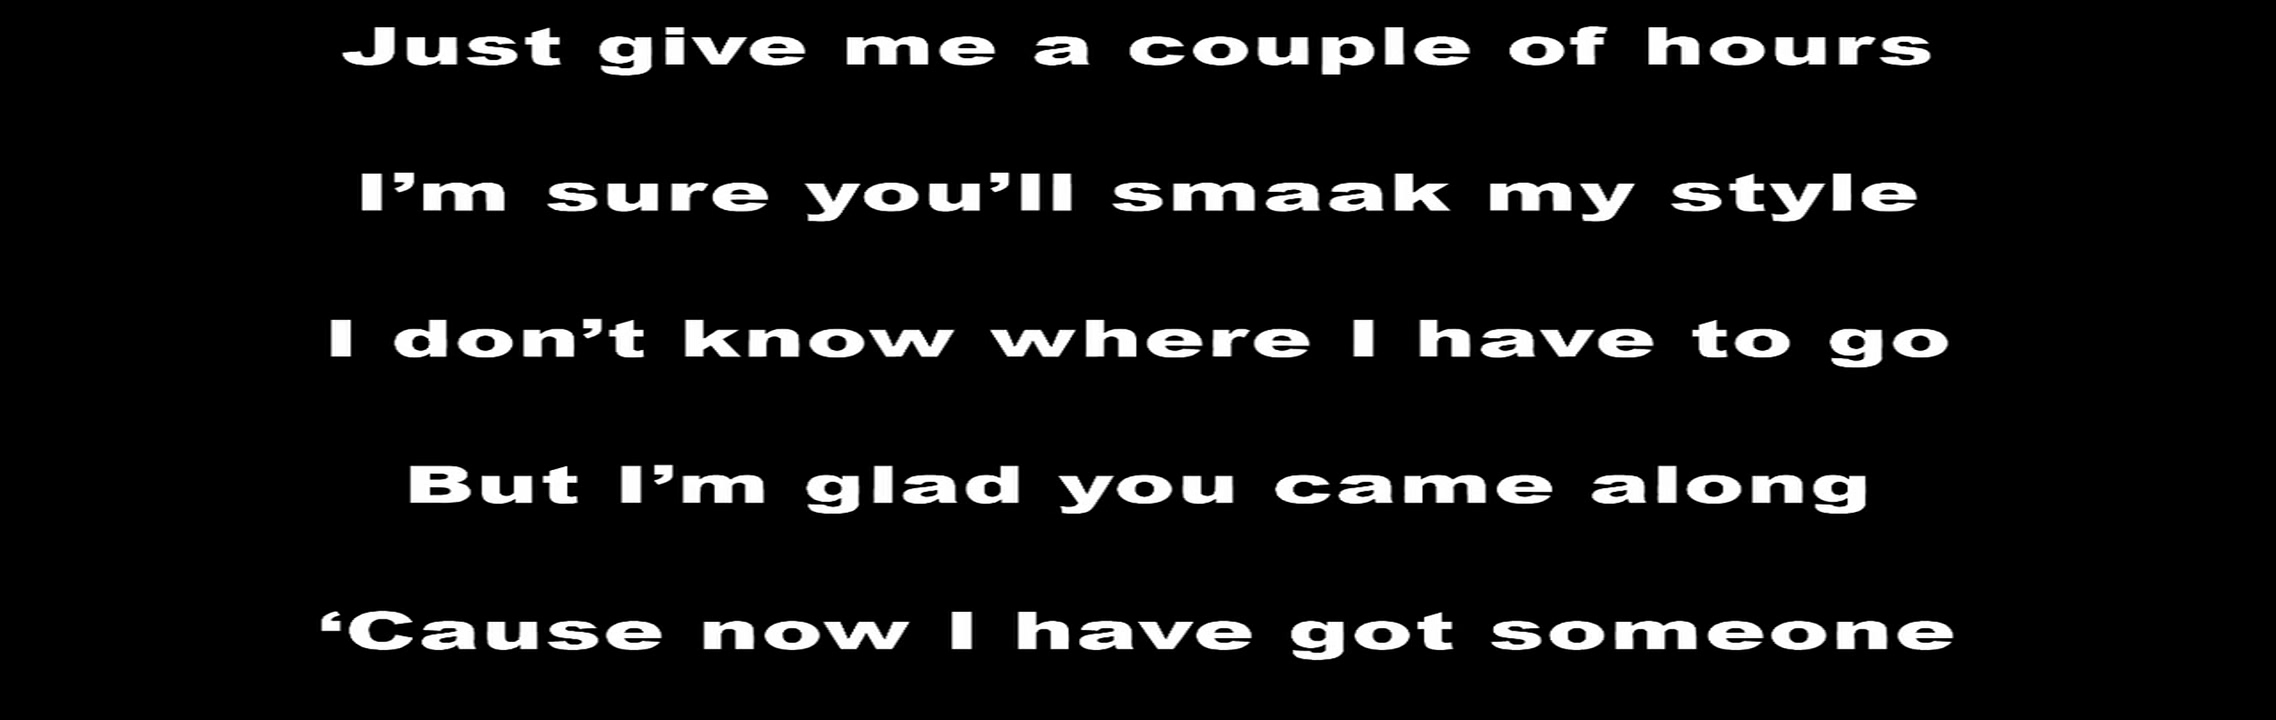 Just give me a couple of hours
I’m sure you’ll smaak my style
I don’t know where I have to go
But I’m glad you came along
‘Cause now I have got someone